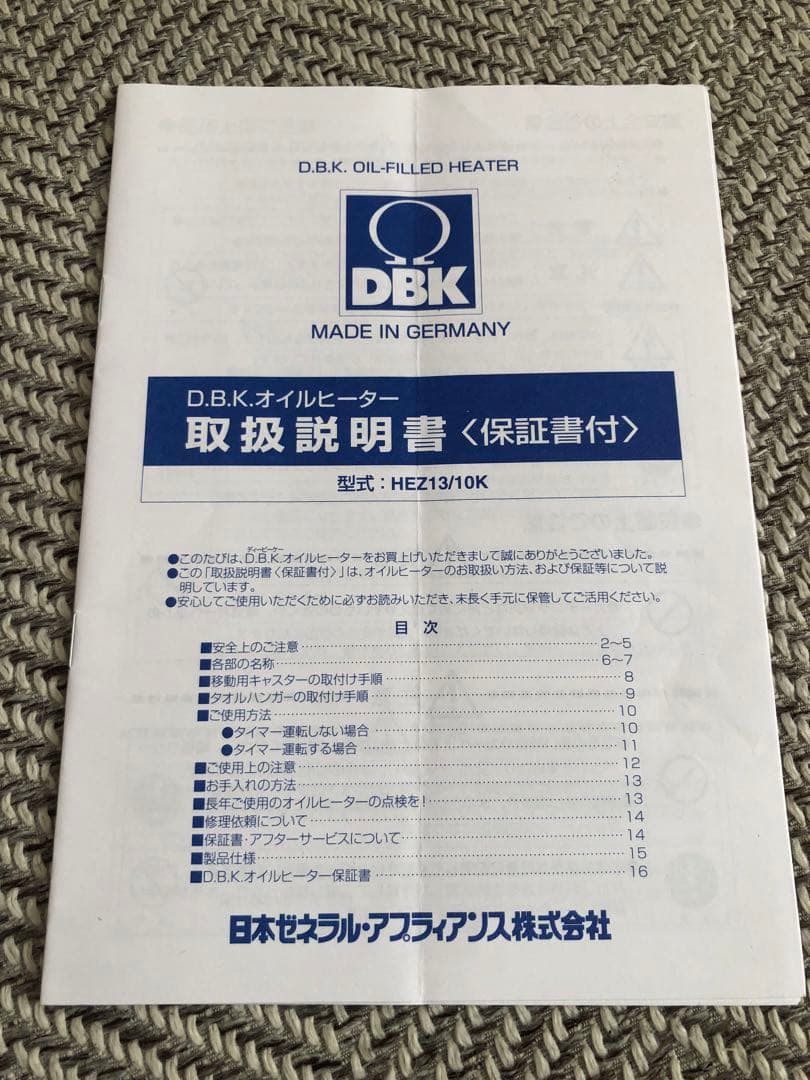 D.B.K. OIL-FILLED HEATER
Ω
DBK
MADE IN GERMANY
D.B.K.オイルヒーター
取扱説明書〈保証書付〉
型式：HEZ13/10K
ディービーケー
●このたびは、D.B.K.オイルヒーターをお買上げいただきまして誠にありがとうございました。
●この「取扱説明書〈保証書付〉」は、オイルヒーターのお取扱い方法、および保証等について説
明しています。
●安心してご使用いただくために必ずお読みいただき、末長く手元に保管してご活用ください。
目 次
■安全上のご注意 2～5
■各部の名称 6～7
■移動用キャスターの取付け手順 8
■タオルハンガーの取付け手順 9
■ご使用方法 10
●タイマー運転しない場合 10
●タイマー運転する場合 11
■ご使用上の注意 12
■お手入れの方法 13
■長年ご使用のオイルヒーターの点検を! 13
■修理依頼について 14
■保証書・アフターサービスについて 14
■製品仕様 15
■D.B.K.オイルヒーター保証書 16
日本ゼネラル・アプライアンス株式会社